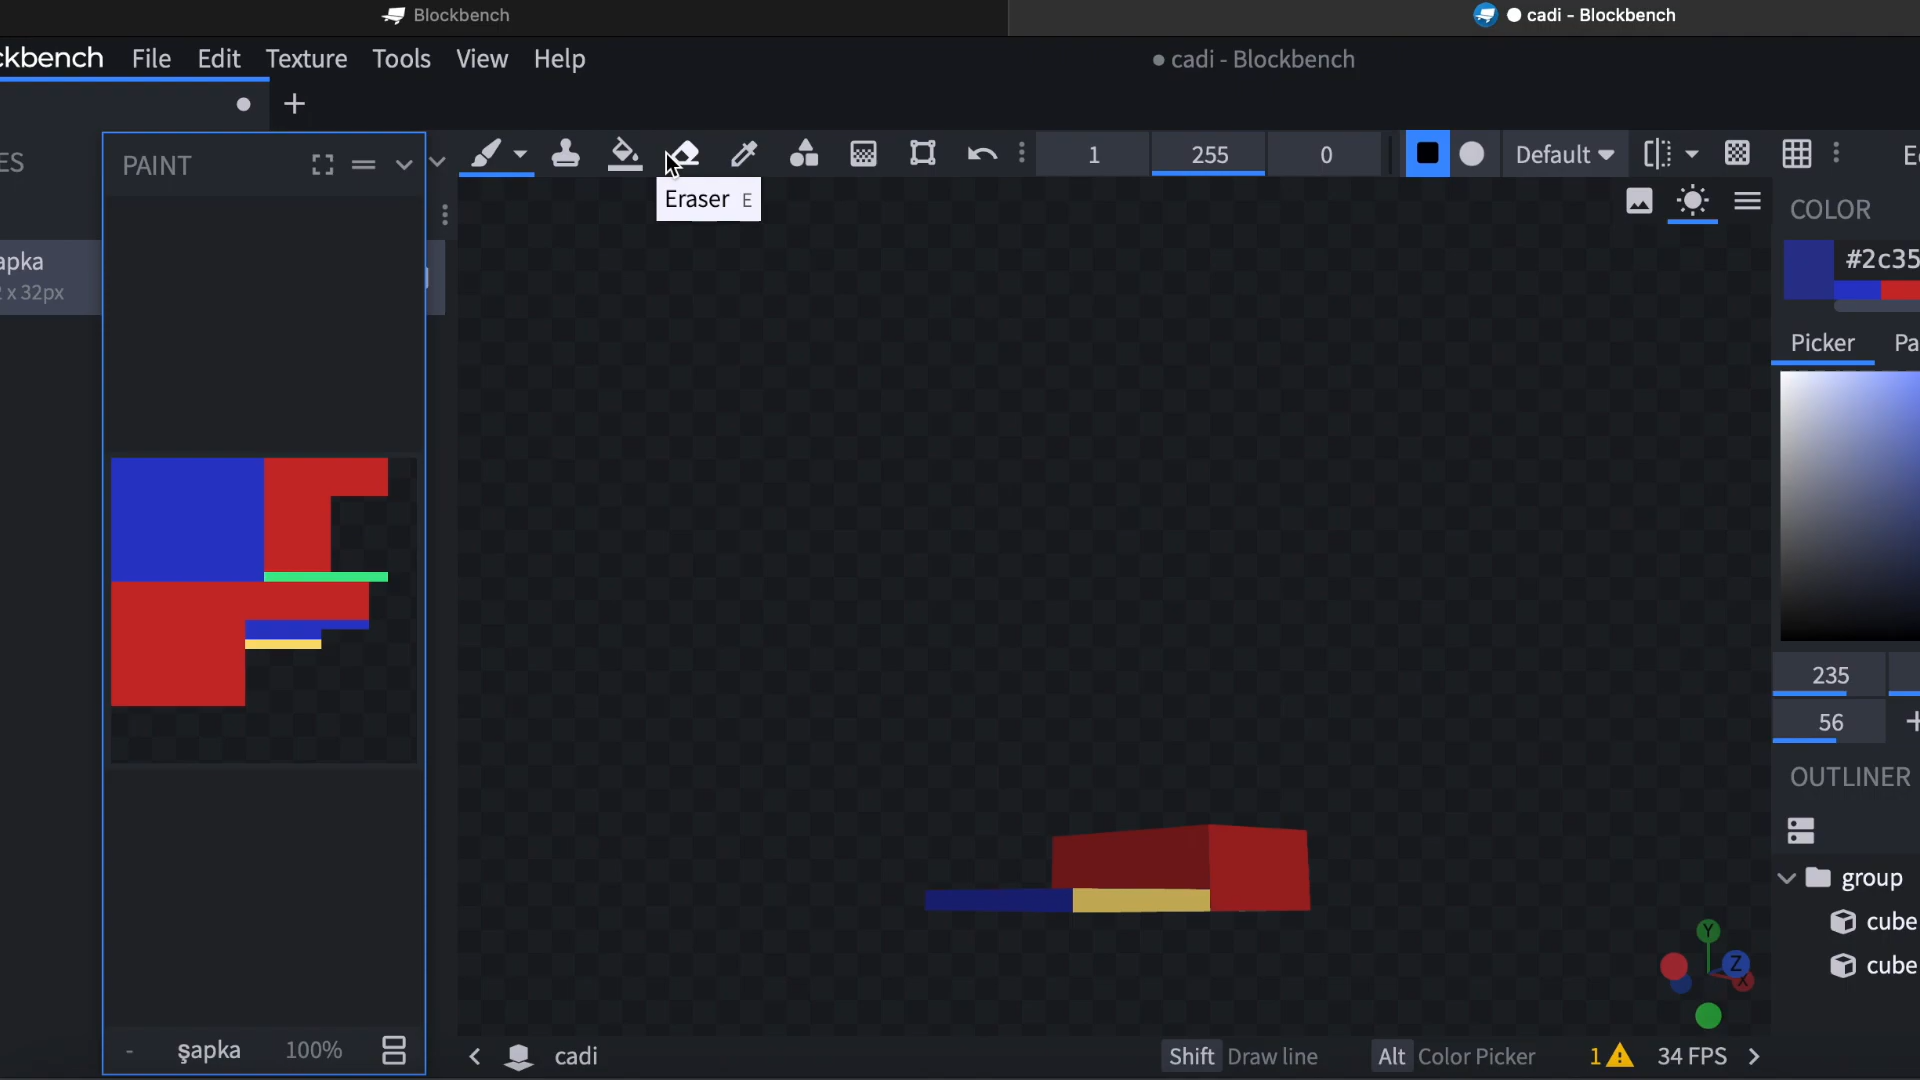 Blockbench
cadi - Blockbench
ckbench File Edit Texture Tools View Help
cadi - Blockbench
ES
PAINT
1 255 0 Default
Eraser E
COLOR
apka
x 32px
#2c35
Picker Pa
235
56
OUTLINER
group
cube
cube
Y
Z
X
- şapka 100%
cadi
Shift Draw line Alt Color Picker 1 34 FPS